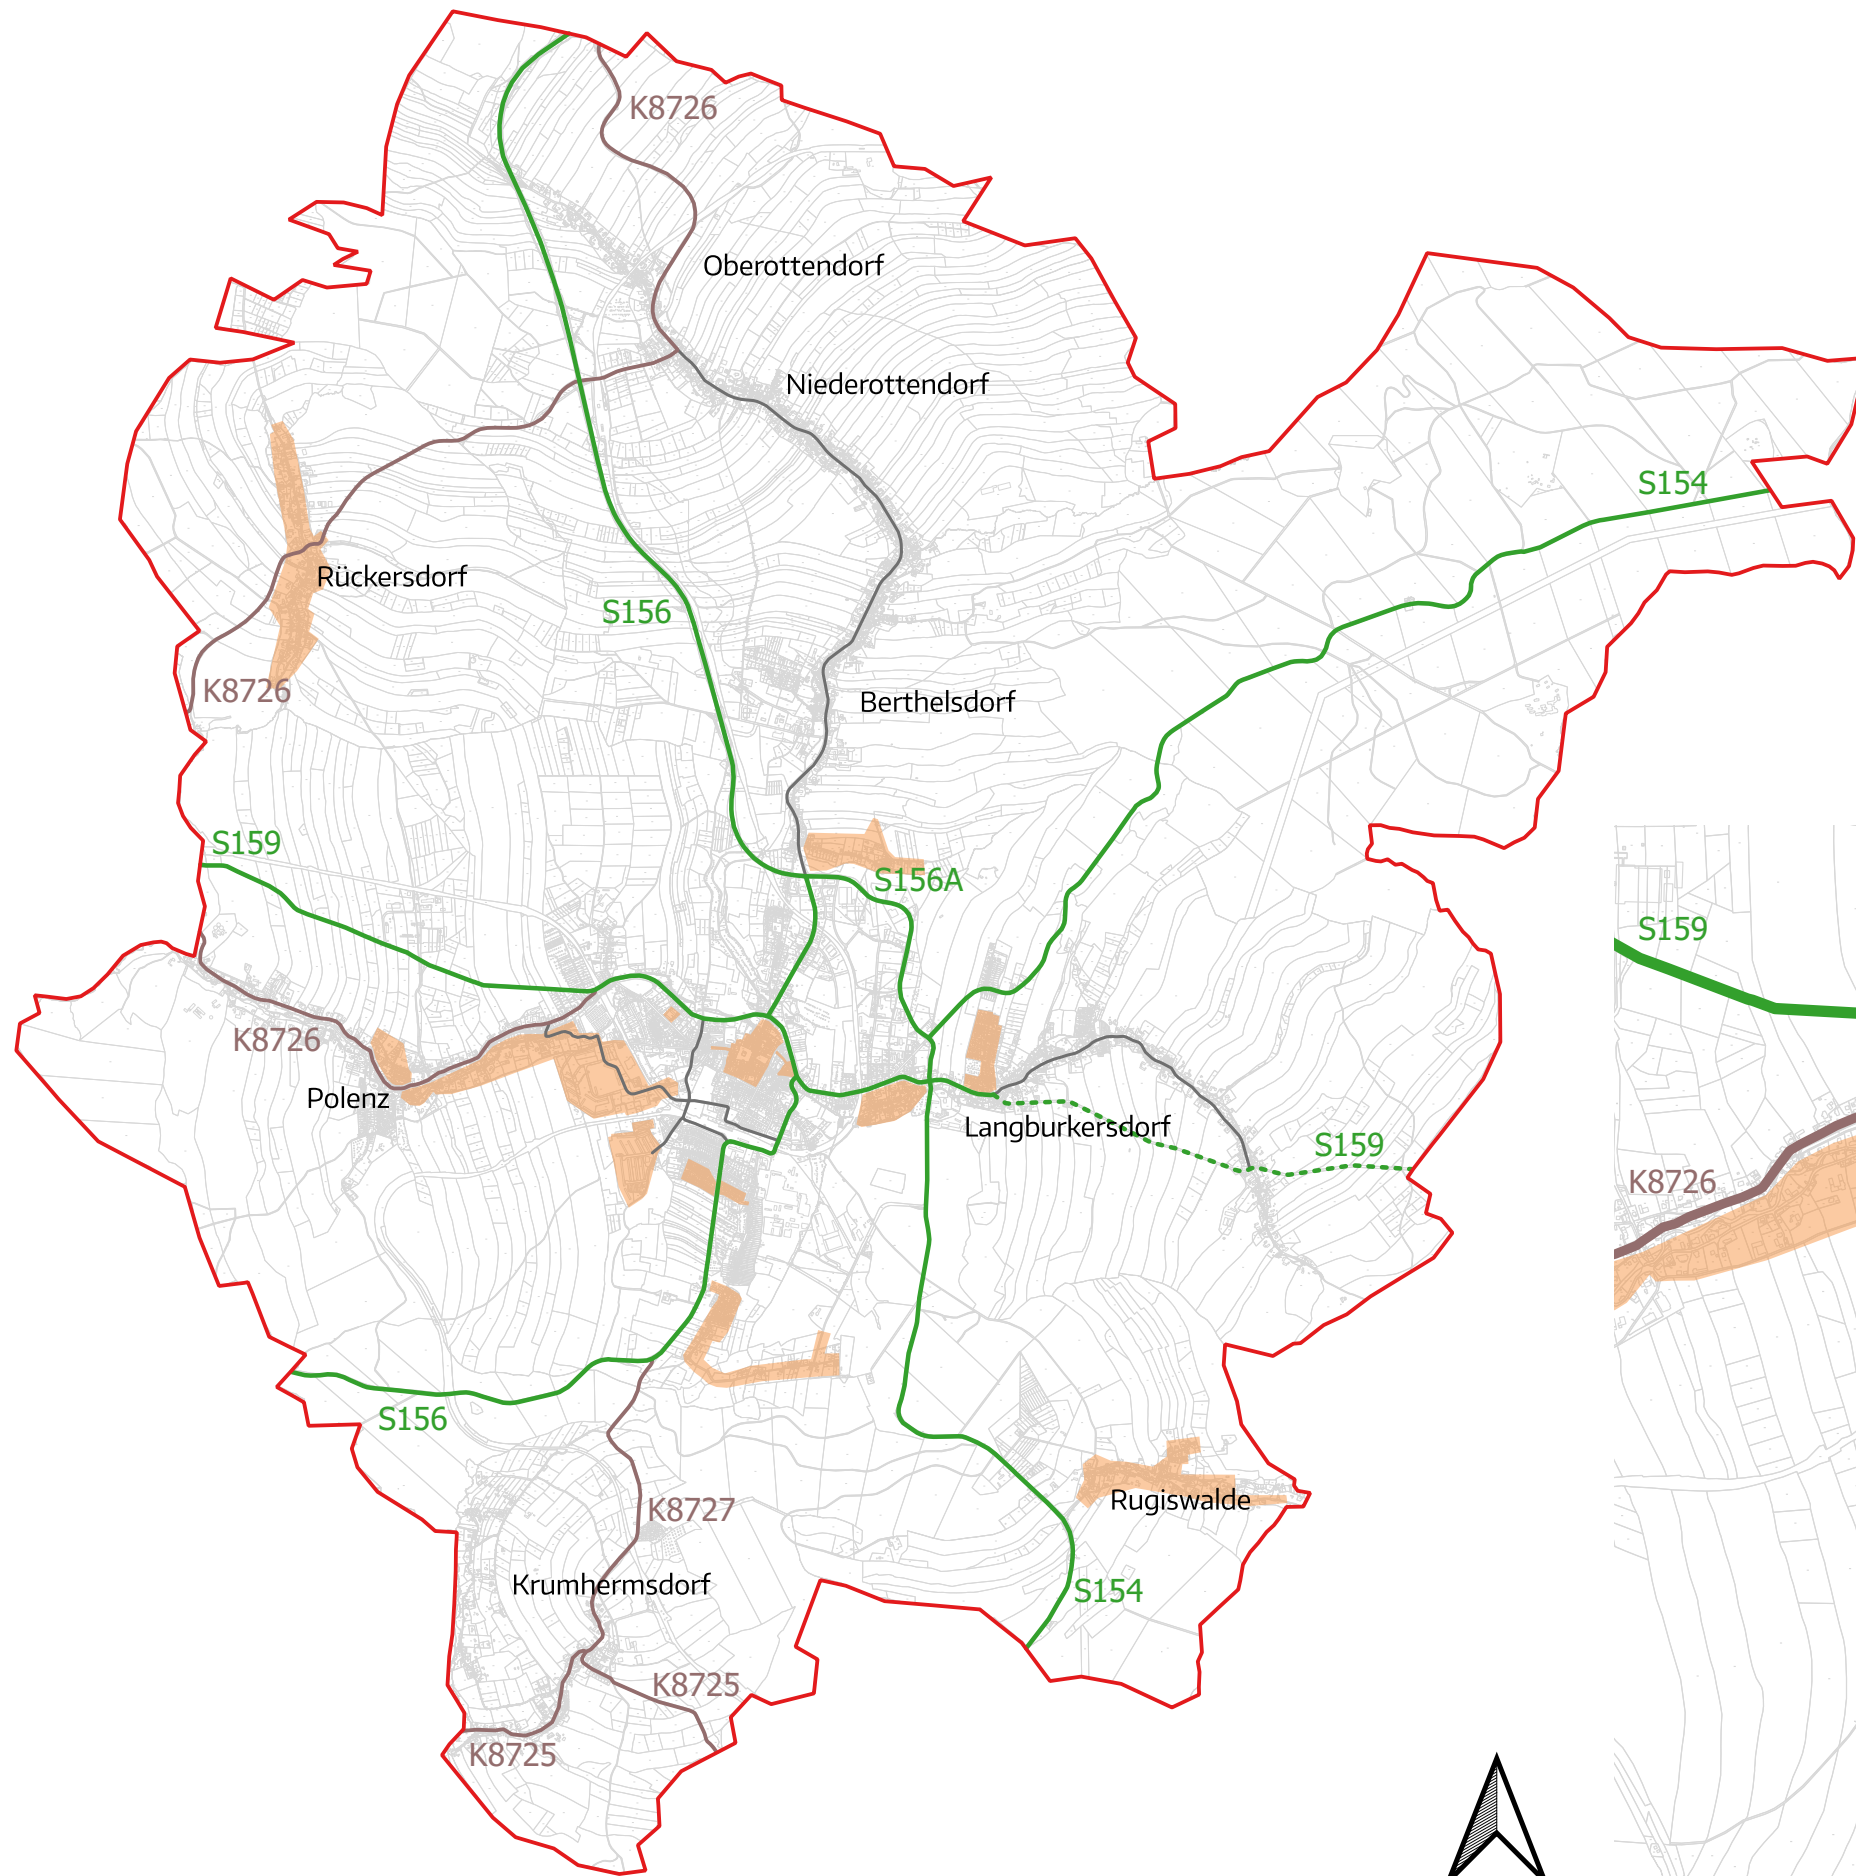 K8726
Oberottendorf
Niederottendorf
S154
Rückersdorf
S156
K8726
Berthelsdorf
S159
S156A
S159
K8726
Polenz
Langburkersdorf
S159
K8726
S156
Rugiswalde
K8727
Krumhermsdorf
S154
K8725
K8725